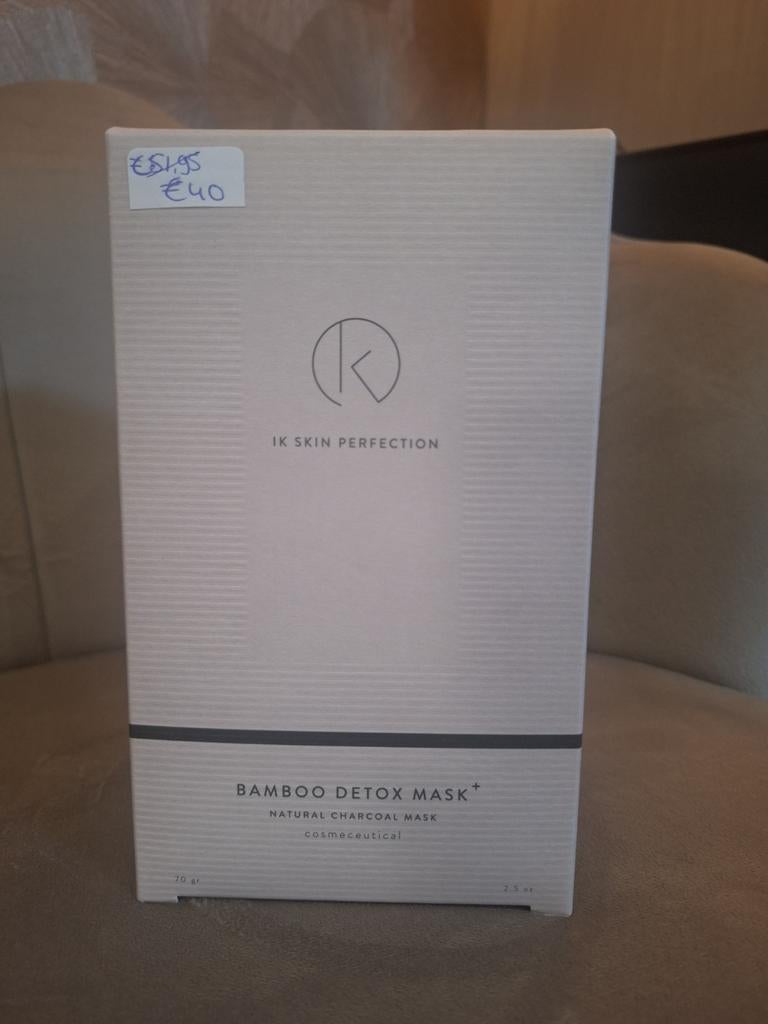 €51,95
€40
k
IK SKIN PERFECTION
BAMBOO DETOX MASK+
NATURAL CHARCOAL MASK
cosmeceutical
70 gr
2.5 oz